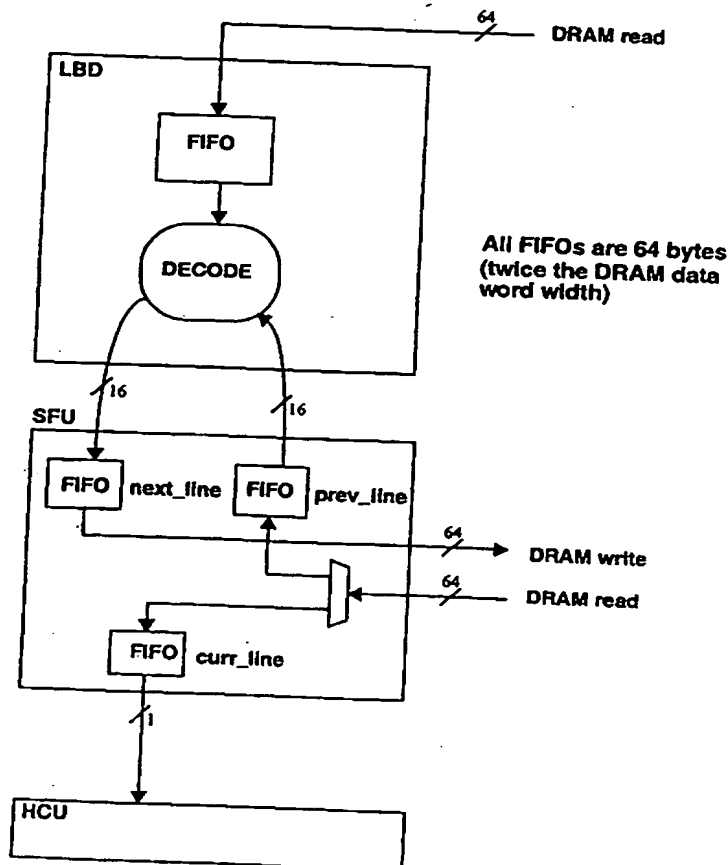 64
DRAM read
LBD
FIFO
DECODE
All FIFOs are 64 bytes
(twice the DRAM data
word width)
16
16
SFU
FIFO
next_line
FIFO
prev_line
64
DRAM write
64
DRAM read
FIFO
curr_line
1
HCU